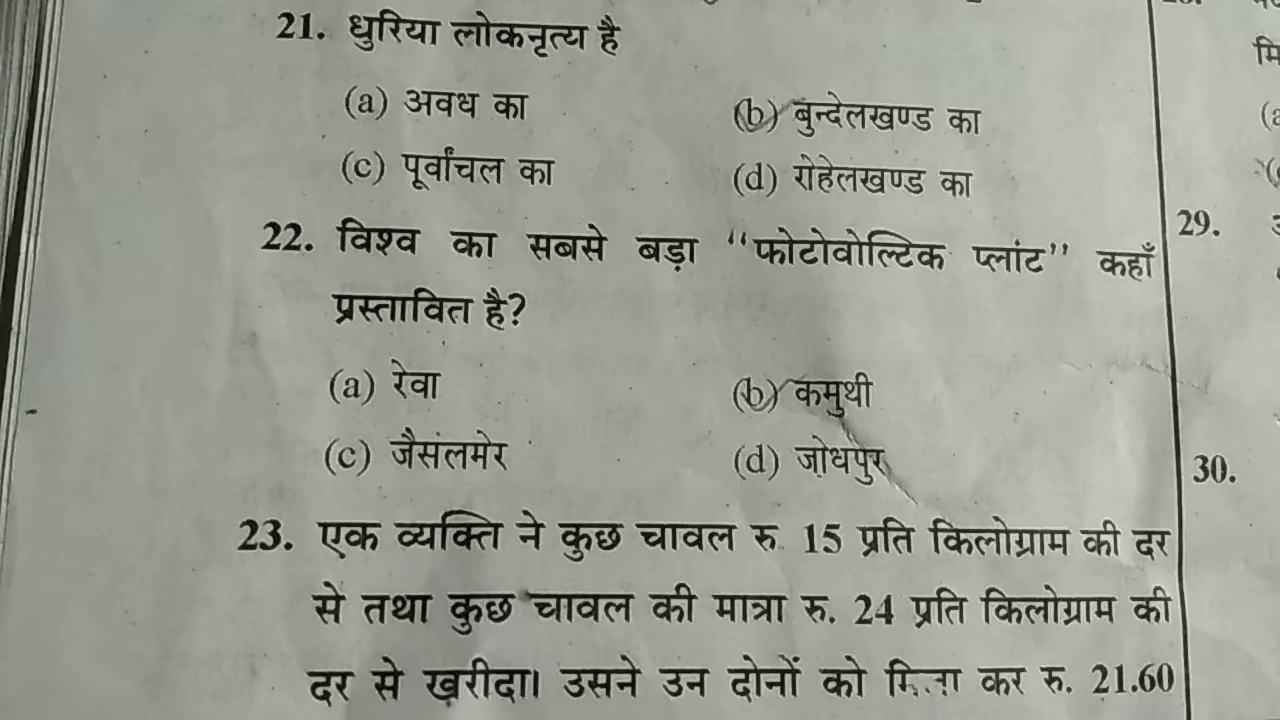 21. धुरिया लोकनृत्य है
(a) अवध का (b) बुन्देलखण्ड का
(c) पूर्वांचल का (d) रोहेलखण्ड का
22. विश्व का सबसे बड़ा “फोटोवोल्टिक प्लांट” कहाँ
प्रस्तावित है?
(a) रेवा (b) कमुथी
(c) जैसलमेर (d) जोधपुर
23. एक व्यक्ति ने कुछ चावल रु. 15 प्रति किलोग्राम की दर
से तथा कुछ चावल की मात्रा रु. 24 प्रति किलोग्राम की
दर से ख़रीदा। उसने उन दोनों को कर रु. 21.60
29.
30.